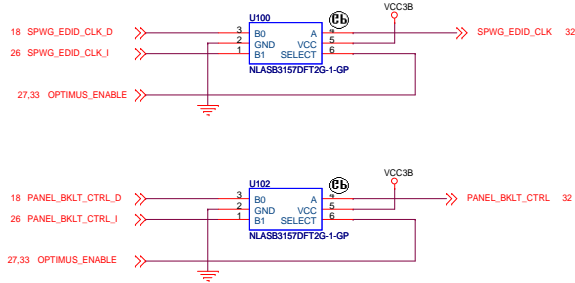 U100
VCC3B
18 SPWG_EDID_CLK_D 3 B0 A 4 SPWG_EDID_CLK 32
2 GND VCC 5
26 SPWG_EDID_CLK_I 1 B1 SELECT 6
NLASB3157DFT2G-1-GP
27,33 OPTIMUS_ENABLE
U102
VCC3B
18 PANEL_BKLT_CTRL_D 3 B0 A 4 PANEL_BKLT_CTRL 32
2 GND VCC 5
26 PANEL_BKLT_CTRL_I 1 B1 SELECT 6
NLASB3157DFT2G-1-GP
27,33 OPTIMUS_ENABLE